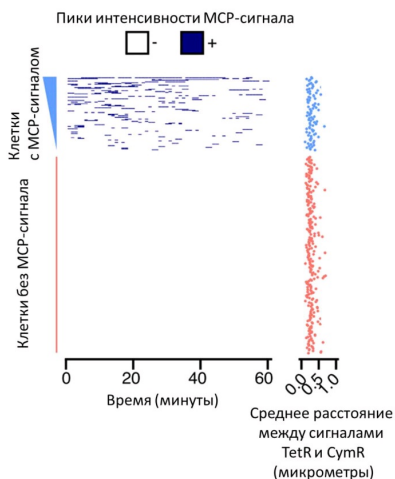 Пики интенсивности MCP-сигнала
-
+
Клетки
с MCP-сигналом
Клетки без MCP-сигнала
0
20
40
60
Время (минуты)
0.0
0.5
1.0
Среднее расстояние
между сигналами
TetR и CymR
(микрометры)